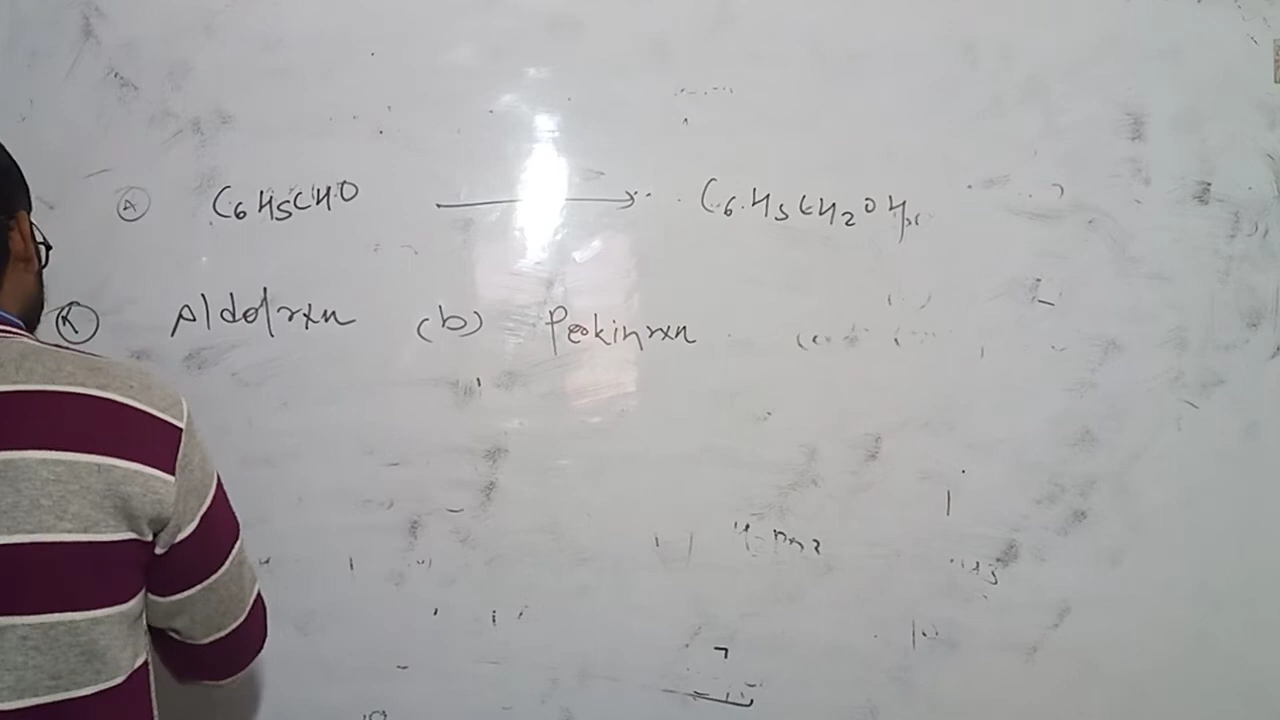 (A) C6H5CHO → C6H5CH2OH
Aldol rxn (b) Perkin rxn